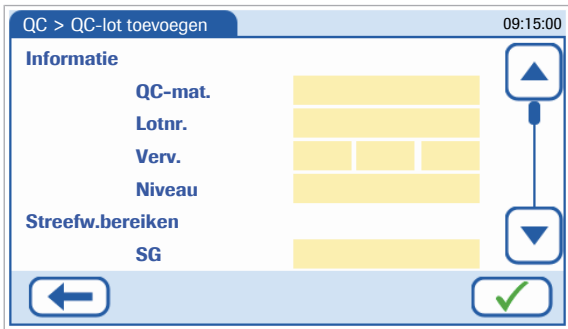 QC > QC-lot toevoegen 09:15:00
Informatie
QC-mat.
Lotnr.
Verv.
Niveau
Streefw.bereiken
SG